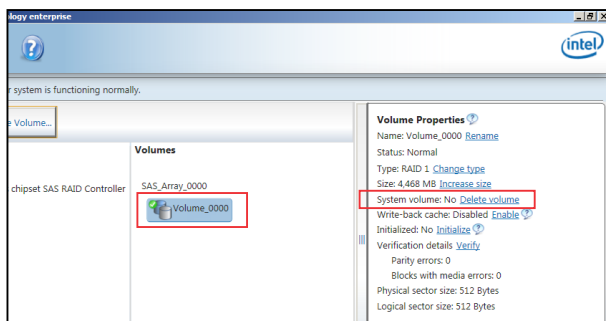 ology enterprise
?
intel
r system is functioning normally.
e Volume...
Volumes
chipset SAS RAID Controller
SAS_Array_0000
Volume_0000
Volume Properties ?
Name: Volume_0000 Rename
Status: Normal
Type: RAID 1 Change type
Size: 4,468 MB Increase size
System volume: No Delete volume
Write-back cache: Disabled Enable ?
Initialized: No Initialize ?
Verification details Verify
Parity errors: 0
Blocks with media errors: 0
Physical sector size: 512 Bytes
Logical sector size: 512 Bytes